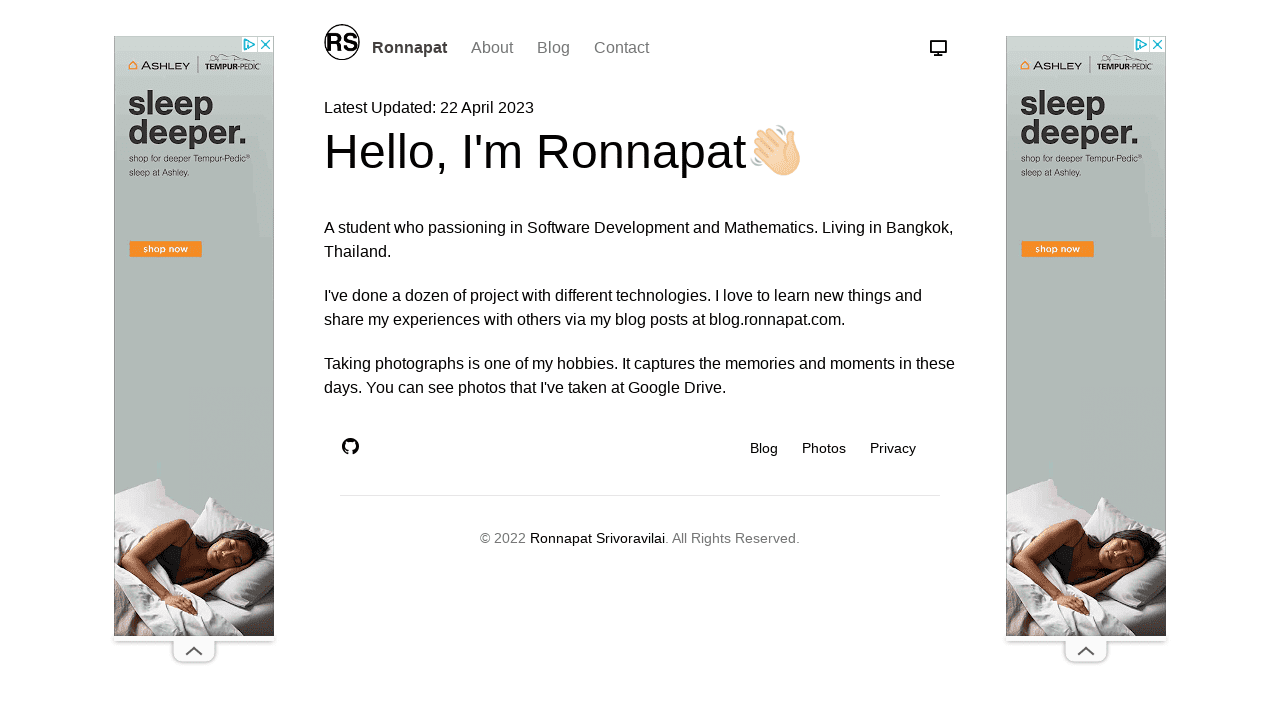 RS
Ronnapat About Blog Contact
ASHLEY | TEMPUR-PEDIC
sleep
deeper.
shop for deeper Tempur-Pedic®
sleep at Ashley.
shop now
Latest Updated: 22 April 2023
Hello, I'm Ronnapat👋🏻
A student who passioning in Software Development and Mathematics. Living in Bangkok,
Thailand.
I've done a dozen of project with different technologies. I love to learn new things and
share my experiences with others via my blog posts at blog.ronnapat.com.
Taking photographs is one of my hobbies. It captures the memories and moments in these
days. You can see photos that I've taken at Google Drive.
Blog Photos Privacy
© 2022 Ronnapat Srivoravilai. All Rights Reserved.
ASHLEY | TEMPUR-PEDIC
sleep
deeper.
shop for deeper Tempur-Pedic®
sleep at Ashley.
shop now